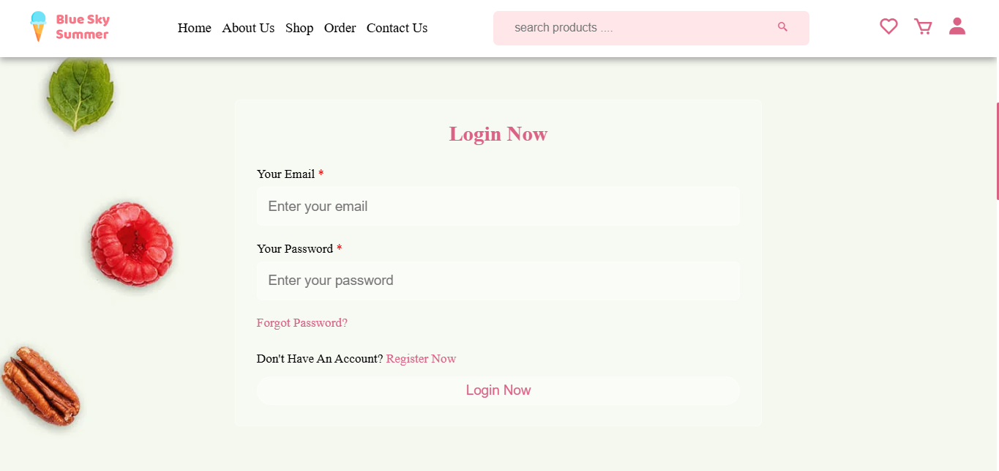 Blue Sky
Summer
Home About Us Shop Order Contact Us
search products ....
Login Now
Your Email *
Enter your email
Your Password *
Enter your password
Forgot Password?
Don't Have An Account? Register Now
Login Now